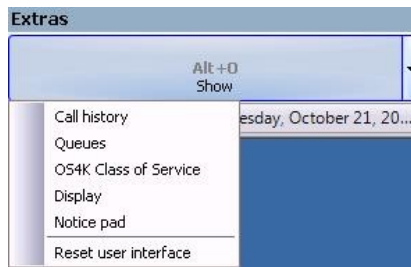 Extras
Alt+O
Show
esday, October 21, 20...
Call history
Queues
OS4K Class of Service
Display
Notice pad
Reset user interface